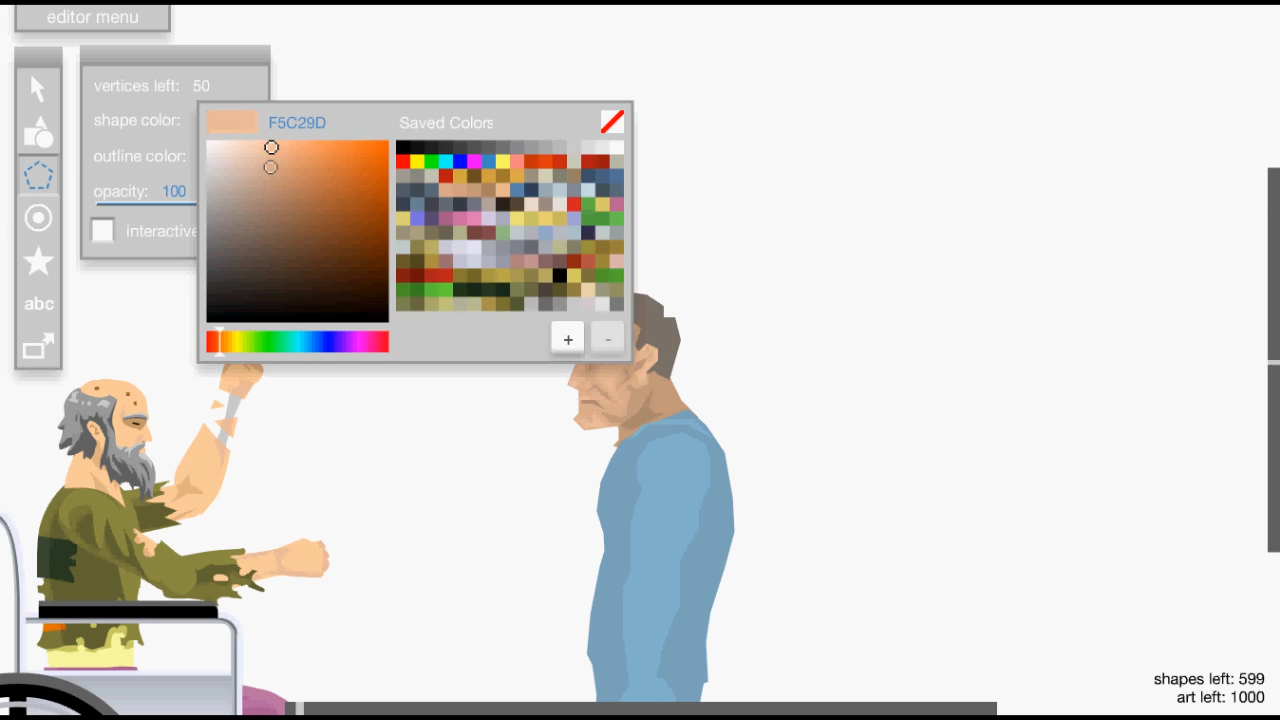 editor menu
vertices left: 50
shape color:
F5C29D
Saved Colors
outline color:
opacity: 100
interactive
abc
+
-
shapes left: 599
art left: 1000